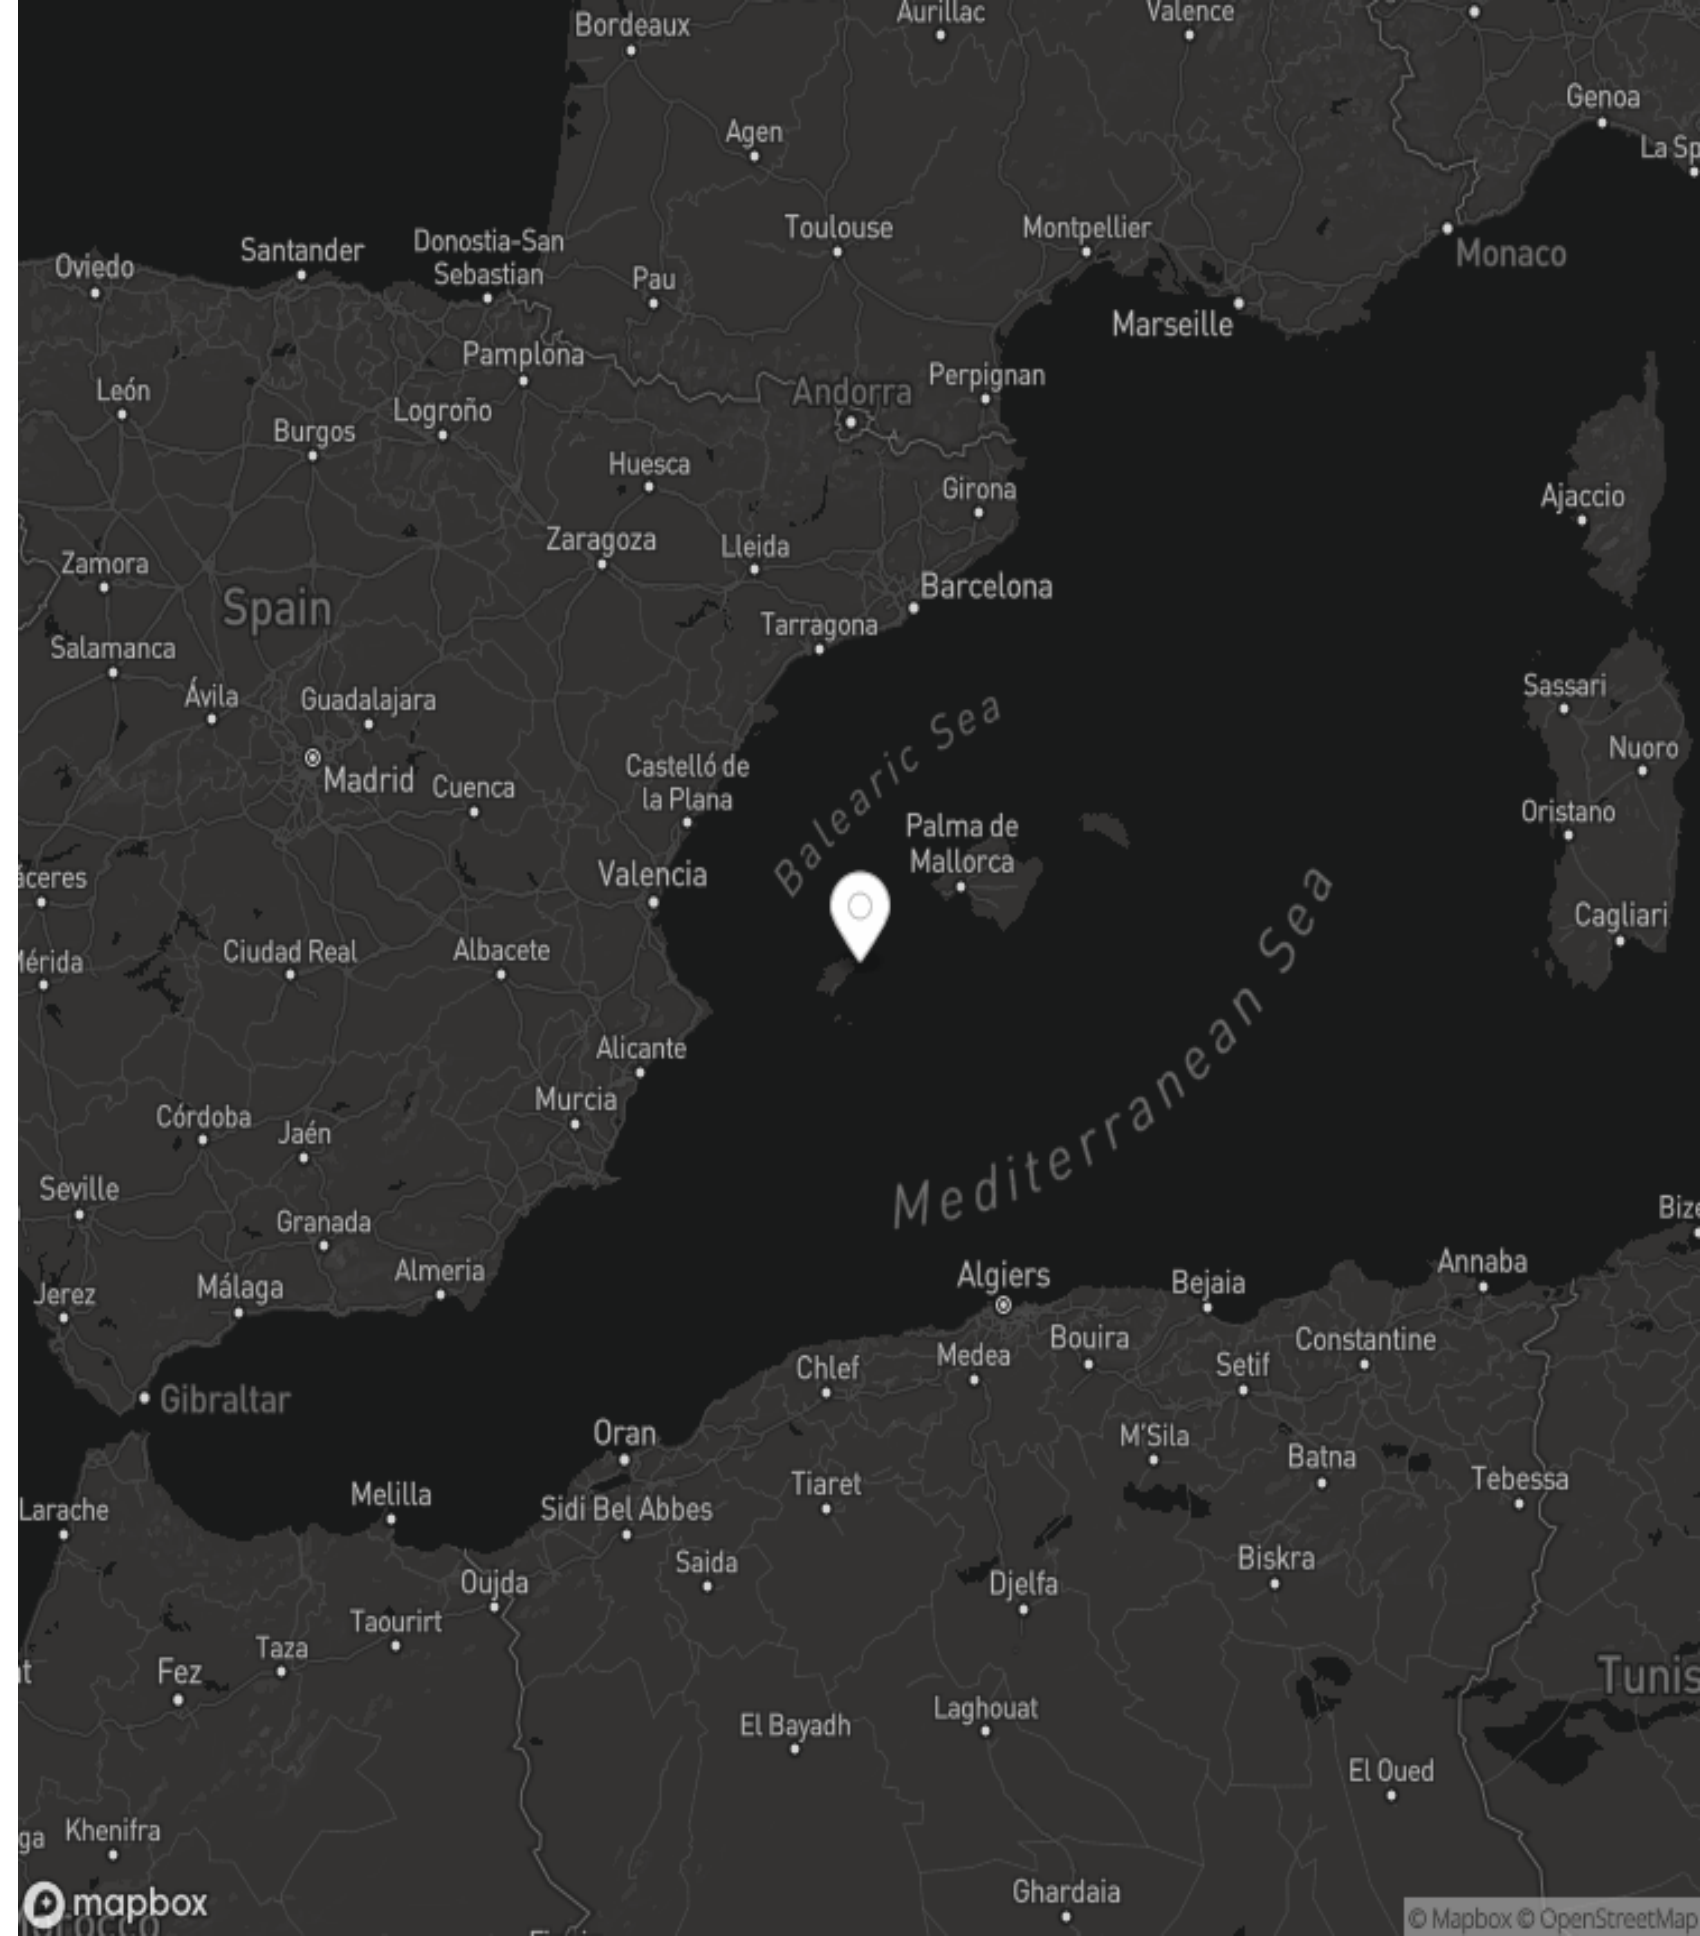 Bordeaux
Aurillac
Valence
Genoa
La Sp
Agen
Toulouse
Montpellier
Monaco
Marseille
Oviedo
Santander
Donostia-San
Sebastian
Pau
Pamplona
Andorra
Perpignan
León
Logroño
Burgos
Huesca
Girona
Ajaccio
Zaragoza
Lleida
Zamora
Spain
Barcelona
Tarragona
Salamanca
Ávila
Guadalajara
Sassari
Nuoro
Madrid
Cuenca
Castelló de
la Plana
Balearic Sea
Palma de
Mallorca
Oristano
áceres
Valencia
Cagliari
Mérida
Ciudad Real
Albacete
Mediterranean Sea
Alicante
Murcia
Córdoba
Jaén
Seville
Granada
Bize
Almeria
Algiers
Bejaia
Annaba
Jerez
Málaga
Medea
Bouira
Constantine
Chlef
Setif
Gibraltar
Oran
M'Sila
Batna
Tebessa
Larache
Melilla
Sidi Bel Abbes
Tiaret
Saida
Biskra
Djelfa
Oujda
Taourirt
Taza
Fez
Tunis
Laghouat
El Bayadh
El Oued
ga
Khenifra
Ghardaia
mapbox
© Mapbox © OpenStreetMap